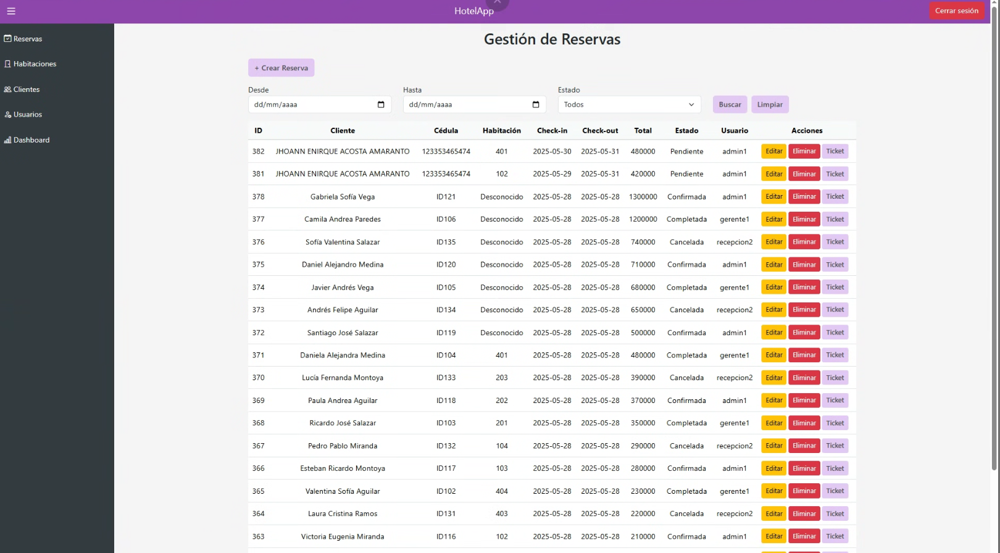 HotelApp
Cerrar sesión
Reservas
Habitaciones
Clientes
Usuarios
Dashboard
Gestión de Reservas
+ Crear Reserva
Desde Hasta Estado
dd/mm/aaaa dd/mm/aaaa Todos Buscar Limpiar
ID Cliente Cédula Habitación Check-in Check-out Total Estado Usuario Acciones
382 JHOANN ENIRQUE ACOSTA AMARANTO 123353465474 401 2025-05-30 2025-05-31 480000 Pendiente admin1 Editar Eliminar Ticket
381 JHOANN ENIRQUE ACOSTA AMARANTO 123353465474 102 2025-05-29 2025-05-31 420000 Pendiente admin1 Editar Eliminar Ticket
378 Gabriela Sofía Vega ID121 Desconocido 2025-05-28 2025-05-28 1300000 Confirmada admin1 Editar Eliminar Ticket
377 Camila Andrea Paredes ID106 Desconocido 2025-05-28 2025-05-28 1200000 Completada gerente1 Editar Eliminar Ticket
376 Sofía Valentina Salazar ID135 Desconocido 2025-05-28 2025-05-28 740000 Cancelada recepcion2 Editar Eliminar Ticket
375 Daniel Alejandro Medina ID120 Desconocido 2025-05-28 2025-05-28 710000 Confirmada admin1 Editar Eliminar Ticket
374 Javier Andrés Vega ID105 Desconocido 2025-05-28 2025-05-28 680000 Completada gerente1 Editar Eliminar Ticket
373 Andrés Felipe Aguilar ID134 Desconocido 2025-05-28 2025-05-28 650000 Cancelada recepcion2 Editar Eliminar Ticket
372 Santiago José Salazar ID119 Desconocido 2025-05-28 2025-05-28 500000 Confirmada admin1 Editar Eliminar Ticket
371 Daniela Alejandra Medina ID104 401 2025-05-28 2025-05-28 480000 Completada gerente1 Editar Eliminar Ticket
370 Lucía Fernanda Montoya ID133 203 2025-05-28 2025-05-28 390000 Cancelada recepcion2 Editar Eliminar Ticket
369 Paula Andrea Aguilar ID118 202 2025-05-28 2025-05-28 370000 Confirmada admin1 Editar Eliminar Ticket
368 Ricardo José Salazar ID103 201 2025-05-28 2025-05-28 350000 Completada gerente1 Editar Eliminar Ticket
367 Pedro Pablo Miranda ID132 104 2025-05-28 2025-05-28 290000 Cancelada recepcion2 Editar Eliminar Ticket
366 Esteban Ricardo Montoya ID117 103 2025-05-28 2025-05-28 280000 Confirmada admin1 Editar Eliminar Ticket
365 Valentina Sofía Aguilar ID102 404 2025-05-28 2025-05-28 230000 Completada gerente1 Editar Eliminar Ticket
364 Laura Cristina Ramos ID131 403 2025-05-28 2025-05-28 220000 Cancelada recepcion2 Editar Eliminar Ticket
363 Victoria Eugenia Miranda ID116 102 2025-05-28 2025-05-28 210000 Confirmada admin1 Editar Eliminar Ticket